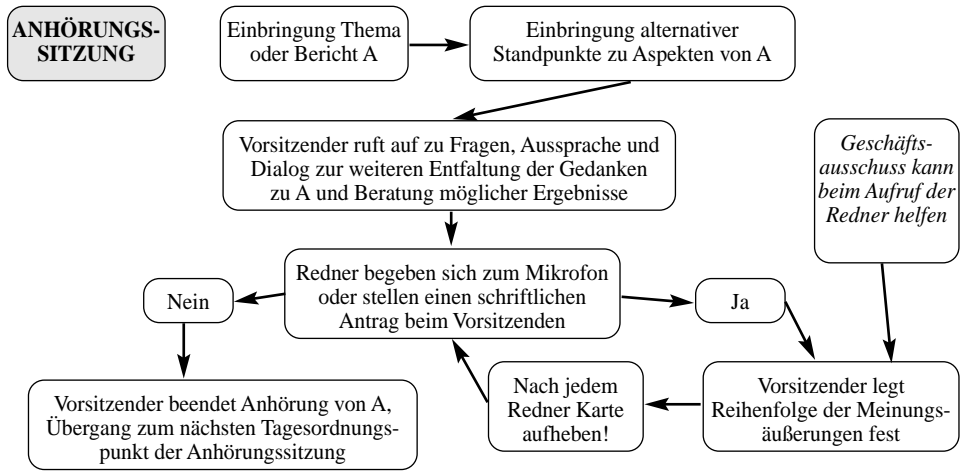 ANHÖRUNGS-
SITZUNG
Einbringung Thema
oder Bericht A
Einbringung alternativer
Standpunkte zu Aspekten von A
Vorsitzender ruft auf zu Fragen, Aussprache und
Dialog zur weiteren Entfaltung der Gedanken
zu A und Beratung möglicher Ergebnisse
Geschäfts-
ausschuss kann
beim Aufruf der
Redner helfen
Redner begeben sich zum Mikrofon
oder stellen einen schriftlichen
Antrag beim Vorsitzenden
Nein
Ja
Vorsitzender beendet Anhörung von A,
Übergang zum nächsten Tagesordnungs-
punkt der Anhörungssitzung
Nach jedem
Redner Karte
aufheben!
Vorsitzender legt
Reihenfolge der Meinungs-
äußerungen fest